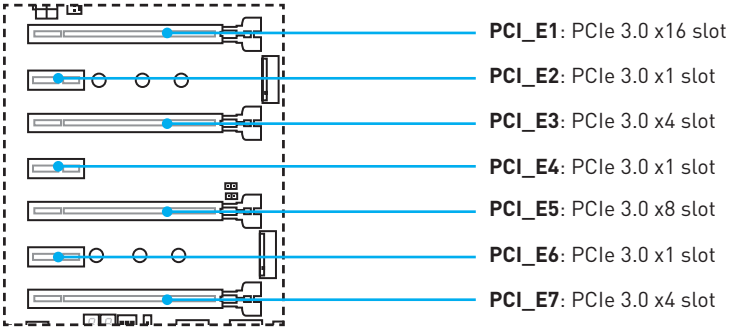 PCI_E1: PCIe 3.0 x16 slot
PCI_E2: PCIe 3.0 x1 slot
PCI_E3: PCIe 3.0 x4 slot
PCI_E4: PCIe 3.0 x1 slot
PCI_E5: PCIe 3.0 x8 slot
PCI_E6: PCIe 3.0 x1 slot
PCI_E7: PCIe 3.0 x4 slot